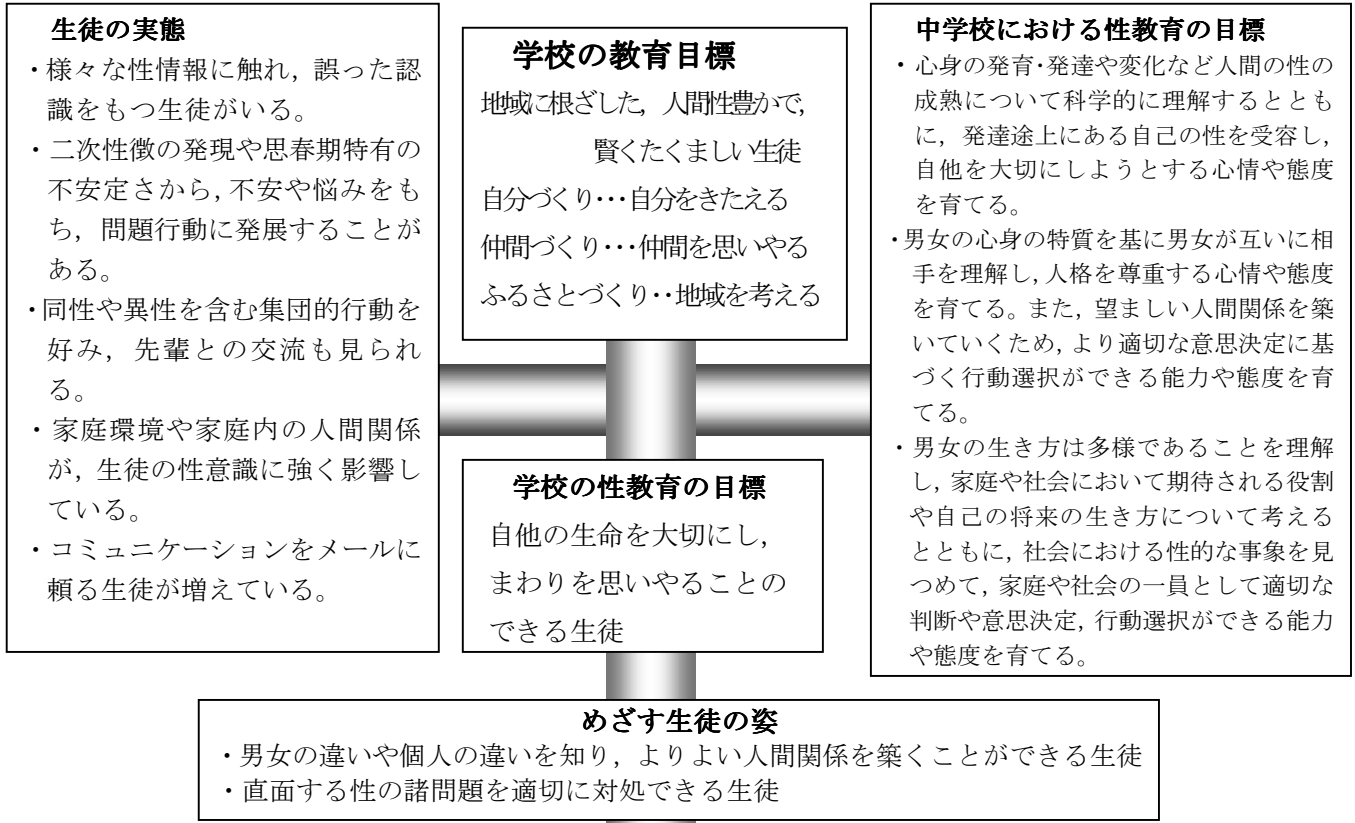 生徒の実態
・様々な性情報に触れ，誤った認
識をもつ生徒がいる。
・二次性徴の発現や思春期特有の
不安定さから，不安や悩みをも
ち，問題行動に発展することが
ある。
・同性や異性を含む集団的行動を
好み，先輩との交流も見られ
る。
・家庭環境や家庭内の人間関係
が，生徒の性意識に強く影響し
ている。
・コミュニケーションをメールに
頼る生徒が増えている。
学校の教育目標
地域に根ざした，人間性豊かで，
賢くたくましい生徒
自分づくり・・・自分をきたえる
仲間づくり・・・仲間を思いやる
ふるさとづくり・・地域を考える
学校の性教育の目標
自他の生命を大切にし，
まわりを思いやることの
できる生徒
中学校における性教育の目標
・心身の発育・発達や変化など人間の性の
成熟について科学的に理解するととも
に，発達途上にある自己の性を受容し，
自他を大切にしようとする心情や態度
を育てる。
・男女の心身の特質を基に男女が互いに相
手を理解し，人格を尊重する心情や態度
を育てる。また，望ましい人間関係を築
いていくため，より適切な意思決定に基
づく行動選択ができる能力や態度を育
てる。
・男女の生き方は多様であることを理解
し，家庭や社会において期待される役割
や自己の将来の生き方について考える
とともに，社会における性的な事象を見
つめて，家庭や社会の一員として適切な
判断や意思決定，行動選択ができる能力
や態度を育てる。
めざす生徒の姿
・男女の違いや個人の違いを知り，よりよい人間関係を築くことができる生徒
・直面する性の諸問題を適切に対処できる生徒